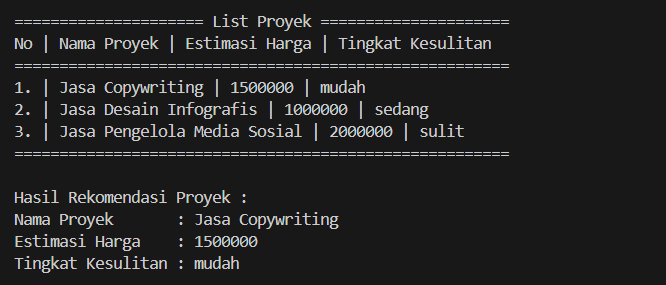 ===================== List Proyek =====================
No | Nama Proyek | Estimasi Harga | Tingkat Kesulitan
=======================================================
1. | Jasa Copywriting | 1500000 | mudah
2. | Jasa Desain Infografis | 1000000 | sedang
3. | Jasa Pengelola Media Sosial | 2000000 | sulit
=======================================================
Hasil Rekomendasi Proyek :
Nama Proyek       : Jasa Copywriting
Estimasi Harga    : 1500000
Tingkat Kesulitan : mudah